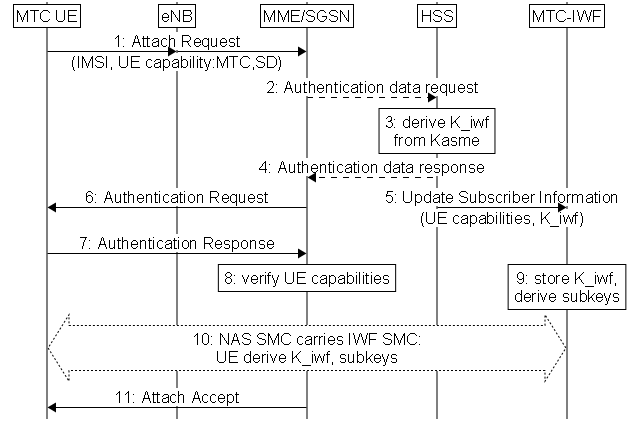 MTC UE
eNB
MME/SGSN
HSS
MTC-IWF
1: Attach Request
(IMSI, UE capability:MTC,SD)
2: Authentication data request
3: derive K_iwf
from Kasme
4: Authentication data response
6: Authentication Request
5: Update Subscriber Information
(UE capabilities, K_iwf)
7: Authentication Response
8: verify UE capabilities
9: store K_iwf,
derive subkeys
10: NAS SMC carries IWF SMC:
UE derive K_iwf, subkeys
11: Attach Accept